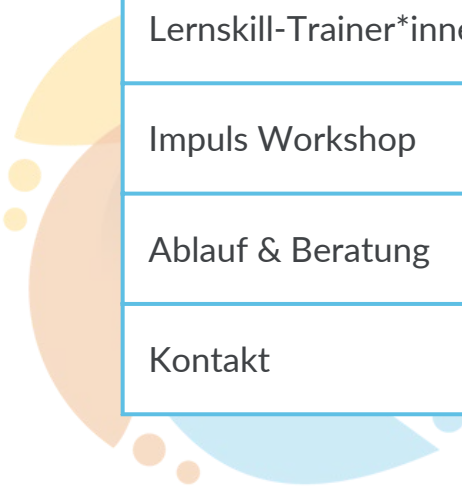 Lernskill-Trainer*inne
Impuls Workshop
Ablauf & Beratung
Kontakt